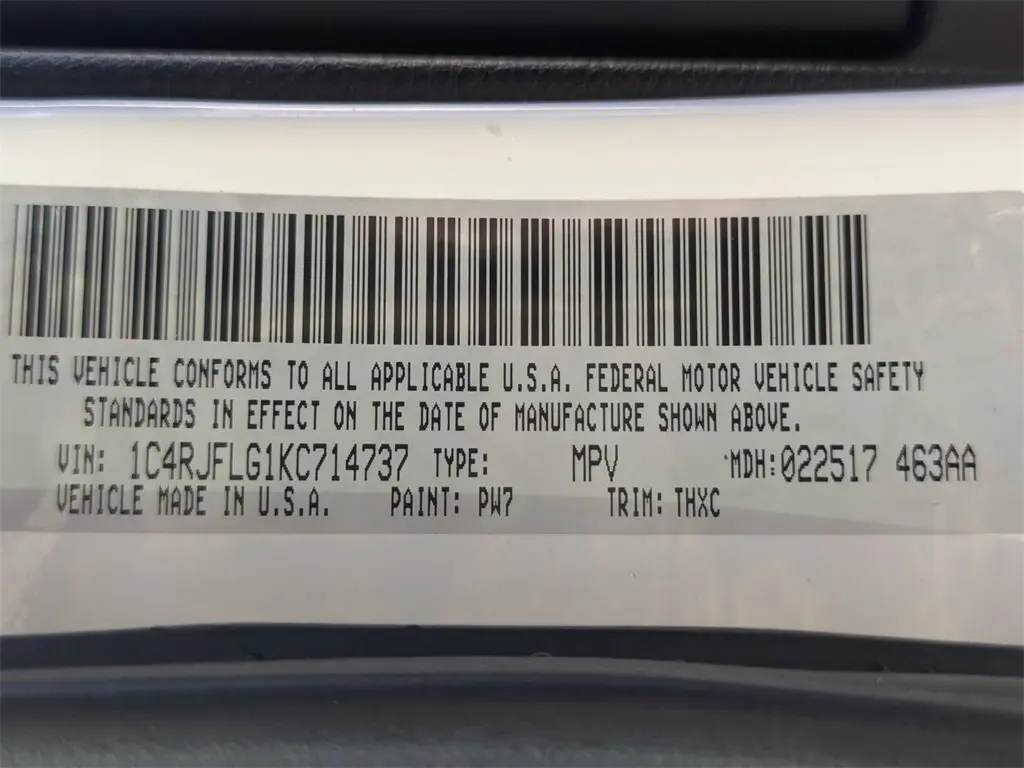 THIS VEHICLE CONFORMS TO ALL APPLICABLE U.S.A. FEDERAL MOTOR VEHICLE SAFETY
STANDARDS IN EFFECT ON THE DATE OF MANUFACTURE SHOWN ABOVE.
VIN: 1C4RJFLG1KC714737 TYPE: MPV MDH:022517 463AA
VEHICLE MADE IN U.S.A. PAINT: PW7 TRIM: THXC